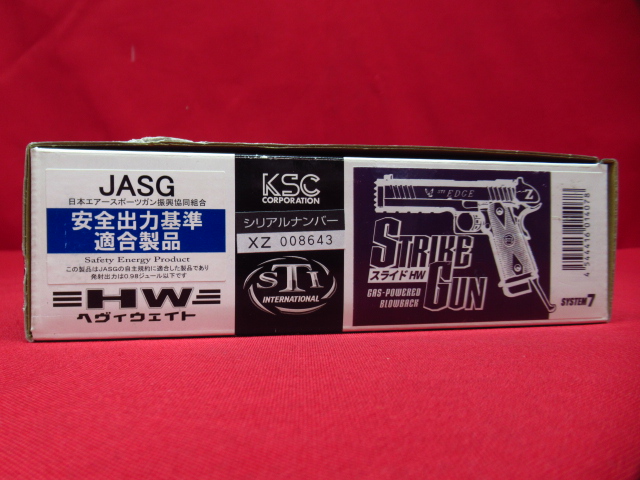 JASG
日本エアースポーツガン振興協同組合
安全出力基準
適合製品
Safety Energy Product
この製品はJASGの自主規約に適合した製品であり
発射出力は0.98ジュール以下です
HW
ヘヴィウェイト
KSC
CORPORATION
シリアルナンバー
XZ 008643
STI
INTERNATIONAL
EDGE
STRIKE
スライドHW
GUN
GAS-POWERED
BLOWBACK
SYSTEM 7
4 544416 014078